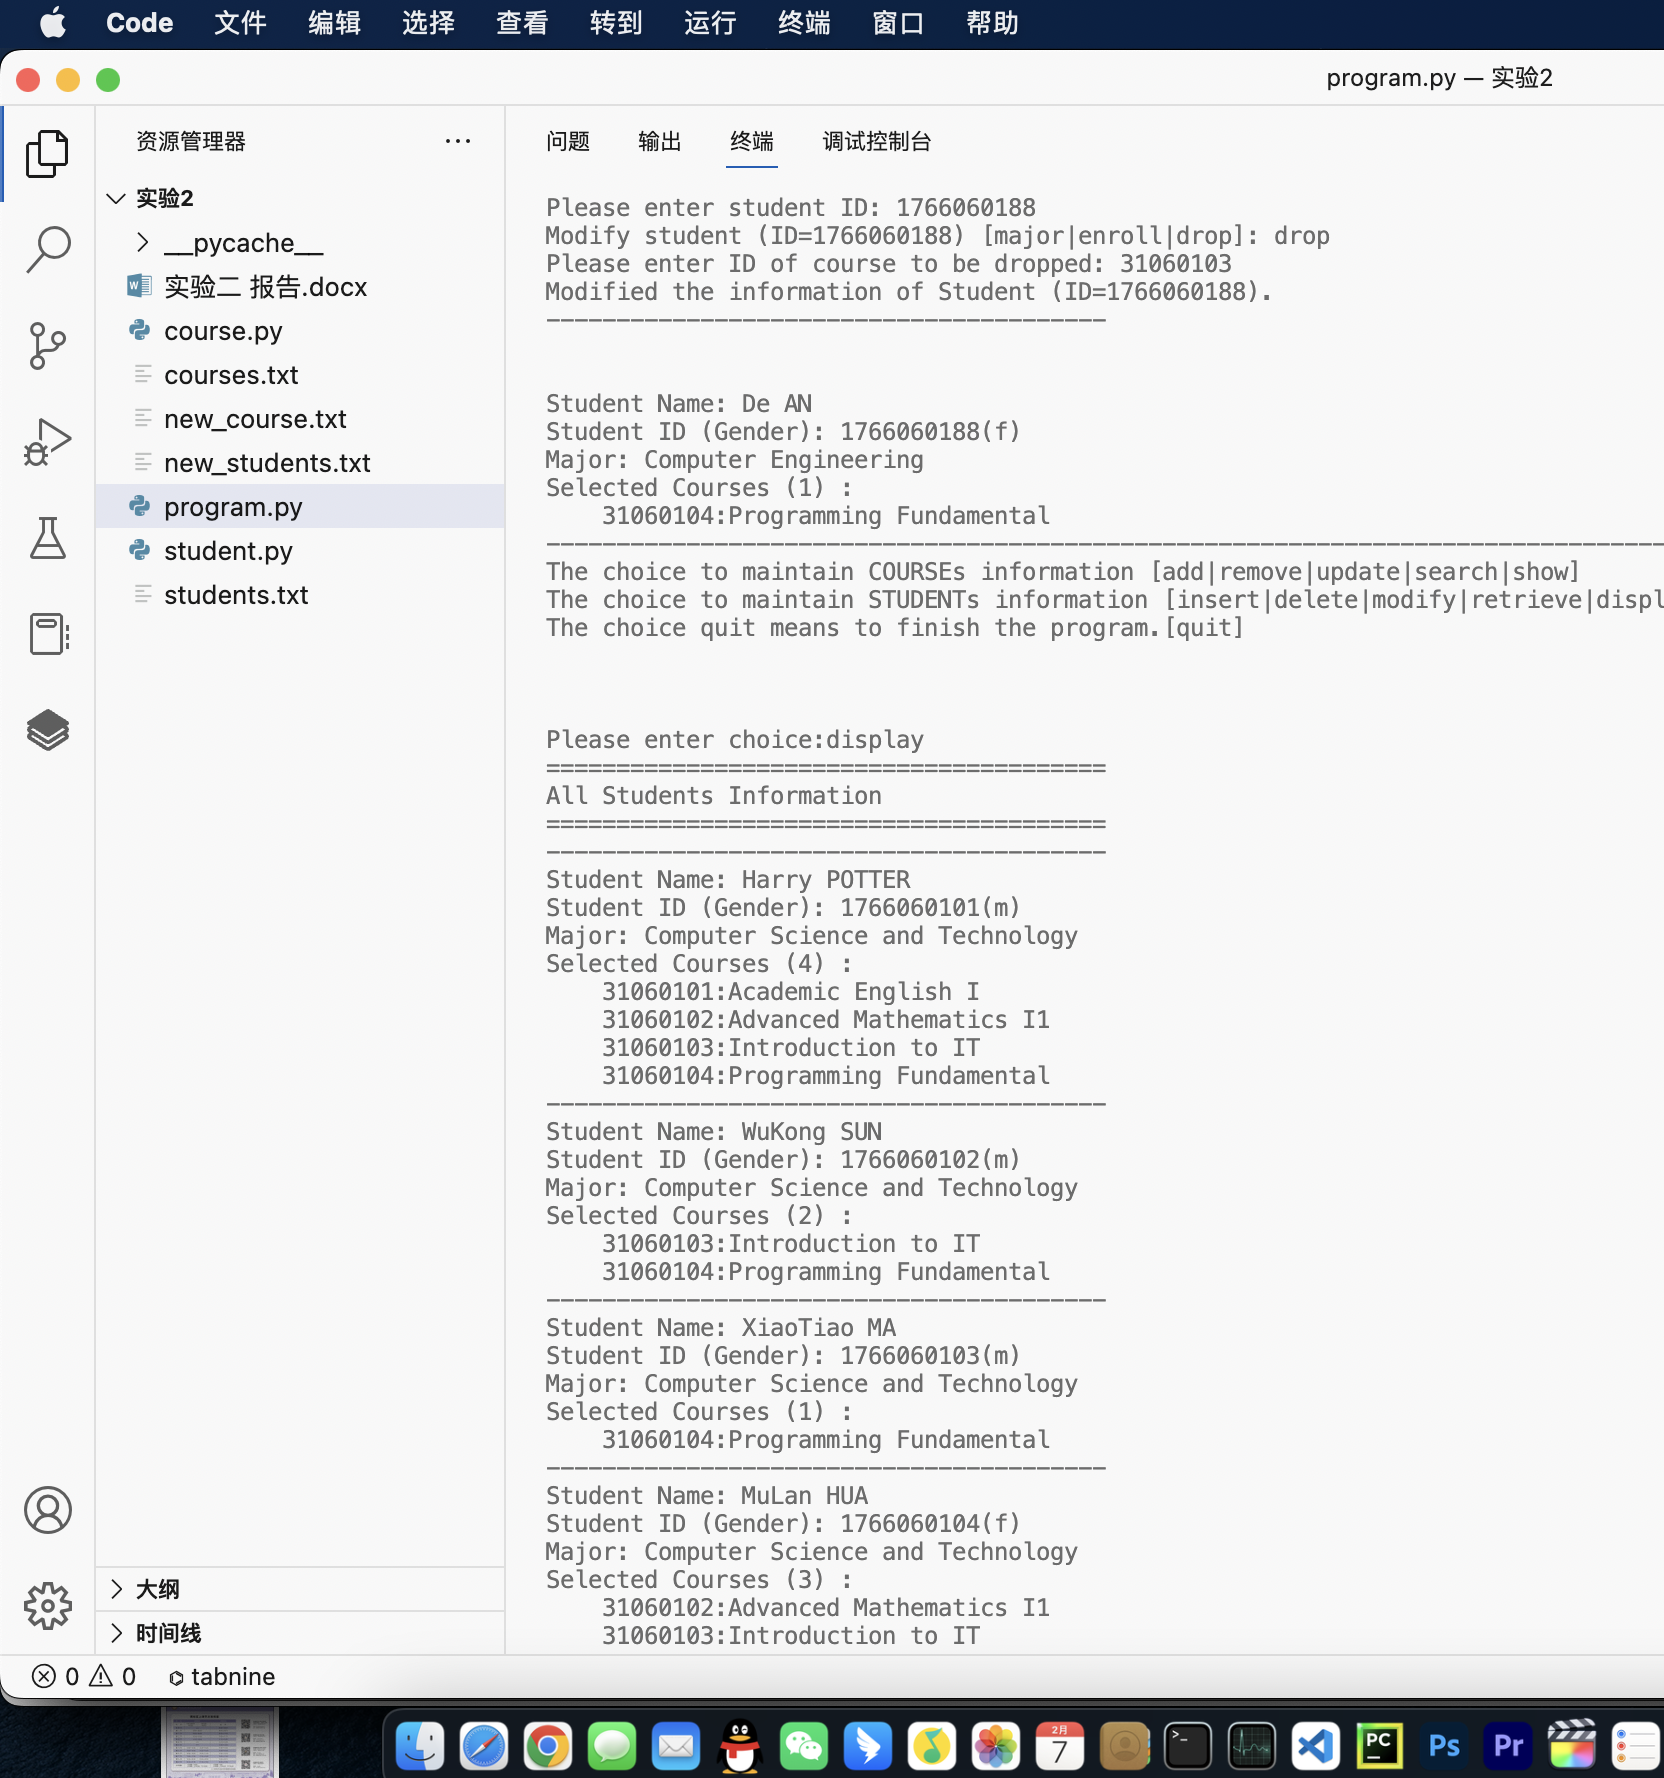 Code 文件 编辑 选择 查看 转到 运行 终端 窗口 帮助
program.py — 实验2
资源管理器 ···
实验2
__pycache__
实验二 报告.docx
course.py
courses.txt
new_course.txt
new_students.txt
program.py
student.py
students.txt
大纲
时间线
问题 输出 终端 调试控制台
Please enter student ID: 1766060188
Modify student (ID=1766060188) [major|enroll|drop]: drop
Please enter ID of course to be dropped: 31060103
Modified the information of Student (ID=1766060188).
----------------------------------------
Student Name: De AN
Student ID (Gender): 1766060188(f)
Major: Computer Engineering
Selected Courses (1) :
31060104:Programming Fundamental
--------------------------------------------------------------------------------
The choice to maintain COURSEs information [add|remove|update|search|show]
The choice to maintain STUDENTs information [insert|delete|modify|retrieve|displ
The choice quit means to finish the program.[quit]
Please enter choice:display
========================================
All Students Information
========================================
----------------------------------------
Student Name: Harry POTTER
Student ID (Gender): 1766060101(m)
Major: Computer Science and Technology
Selected Courses (4) :
31060101:Academic English I
31060102:Advanced Mathematics I1
31060103:Introduction to IT
31060104:Programming Fundamental
----------------------------------------
Student Name: WuKong SUN
Student ID (Gender): 1766060102(m)
Major: Computer Science and Technology
Selected Courses (2) :
31060103:Introduction to IT
31060104:Programming Fundamental
----------------------------------------
Student Name: XiaoTiao MA
Student ID (Gender): 1766060103(m)
Major: Computer Science and Technology
Selected Courses (1) :
31060104:Programming Fundamental
----------------------------------------
Student Name: MuLan HUA
Student ID (Gender): 1766060104(f)
Major: Computer Science and Technology
Selected Courses (3) :
31060102:Advanced Mathematics I1
31060103:Introduction to IT
0 0 tabnine
2月
7
>_
PC
Ps
Pr